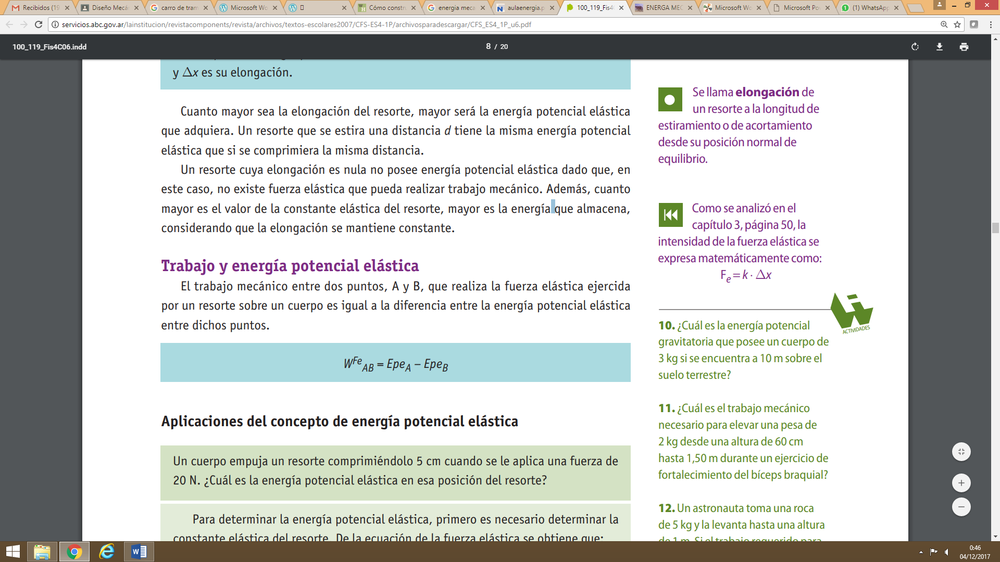 Recibidos (19
Diseño Mecá
carro de tram
Microsoft Wo
Cómo constr
energia meca
aulaenergia.p
100_119_Fis4
ENERGA MEC
Microsoft Wo
Microsoft Po
(1) WhatsApp
servicios.abc.gov.ar/lainstitucion/revistacomponents/revista/archivos/textos-escolares2007/CFS-ES4-1P/archivosparadescargar/CFS_ES4_1P_u6.pdf
100_119_Fis4C06.indd
8 / 20
y Δx es su elongación.
Cuanto mayor sea la elongación del resorte, mayor será la energía potencial elástica
que adquiera. Un resorte que se estira una distancia d tiene la misma energía potencial
elástica que si se comprimiera la misma distancia.
Un resorte cuya elongación es nula no posee energía potencial elástica dado que, en
este caso, no existe fuerza elástica que pueda realizar trabajo mecánico. Además, cuanto
mayor es el valor de la constante elástica del resorte, mayor es la energía que almacena,
considerando que la elongación se mantiene constante.
Trabajo y energía potencial elástica
El trabajo mecánico entre dos puntos, A y B, que realiza la fuerza elástica ejercida
por un resorte sobre un cuerpo es igual a la diferencia entre la energía potencial elástica
entre dichos puntos.
W^Fe_AB = Epe_A – Epe_B
Aplicaciones del concepto de energía potencial elástica
Un cuerpo empuja un resorte comprimiéndolo 5 cm cuando se le aplica una fuerza de
20 N. ¿Cuál es la energía potencial elástica en esa posición del resorte?
Para determinar la energía potencial elástica, primero es necesario determinar la
constante elástica del resorte. De la ecuación de la fuerza elástica se obtiene que:
Se llama elongación de
un resorte a la longitud de
estiramiento o de acortamiento
desde su posición normal de
equilibrio.
Como se analizó en el
capítulo 3, página 50, la
intensidad de la fuerza elástica se
expresa matemáticamente como:
F_e = k · Δx
ACTIVIDADES
10. ¿Cuál es la energía potencial
gravitatoria que posee un cuerpo de
3 kg si se encuentra a 10 m sobre el
suelo terrestre?
11. ¿Cuál es el trabajo mecánico
necesario para elevar una pesa de
2 kg desde una altura de 60 cm
hasta 1,50 m durante un ejercicio de
fortalecimiento del bíceps braquial?
12. Un astronauta toma una roca
de 5 kg y la levanta hasta una altura
de 1 m. Si el trabajo requerido para
0:46
04/12/2017